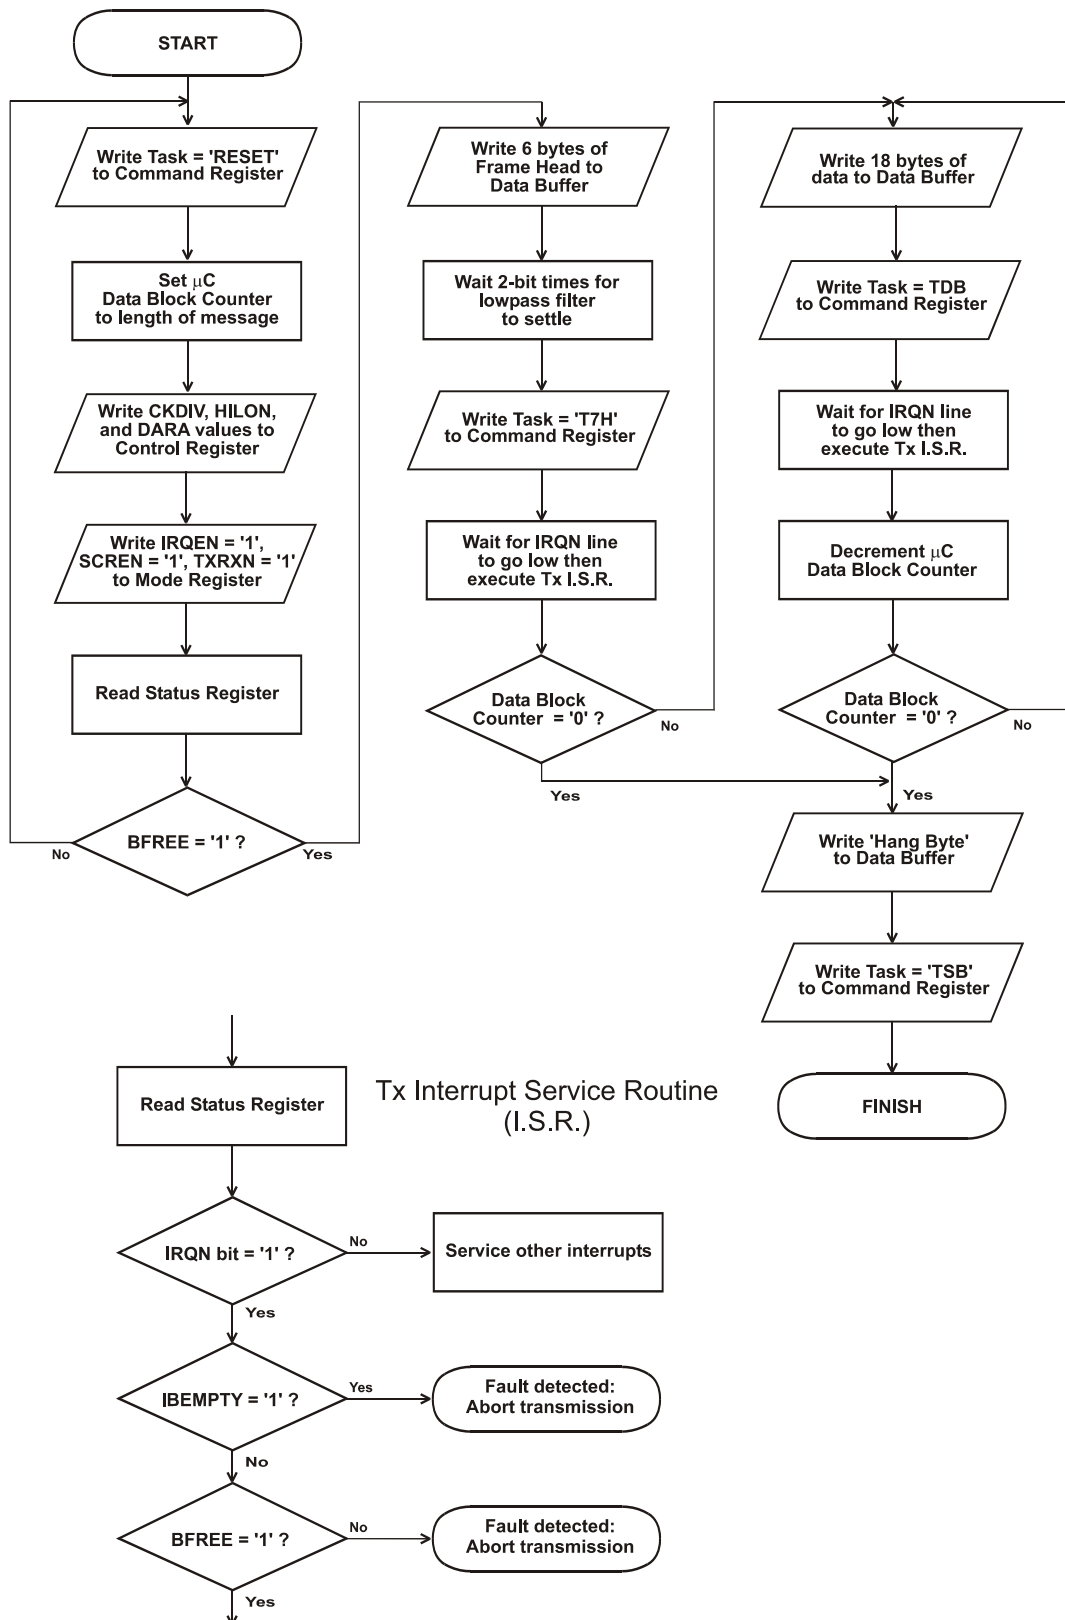 START
Write Task = 'RESET'
to Command Register
Set µC
Data Block Counter
to length of message
Write CKDIV, HILON,
and DARA values to
Control Register
Write IRQEN = '1',
SCREN = '1', TXRXN = '1'
to Mode Register
Read Status Register
BFREE = '1' ?
No
Yes
Write 6 bytes of
Frame Head to
Data Buffer
Wait 2-bit times for
lowpass filter
to settle
Write Task = 'T7H'
to Command Register
Wait for IRQN line
to go low then
execute Tx I.S.R.
Data Block
Counter = '0' ?
No
Yes
Write 18 bytes of
data to Data Buffer
Write Task = TDB
to Command Register
Wait for IRQN line
to go low then
execute Tx I.S.R.
Decrement µC
Data Block Counter
Data Block
Counter = '0' ?
No
Yes
Write 'Hang Byte'
to Data Buffer
Write Task = 'TSB'
to Command Register
FINISH
Tx Interrupt Service Routine
(I.S.R.)
Read Status Register
IRQN bit = '1' ?
No
Service other interrupts
Yes
IBEMPTY = '1' ?
Yes
Fault detected:
Abort transmission
No
BFREE = '1' ?
No
Fault detected:
Abort transmission
Yes